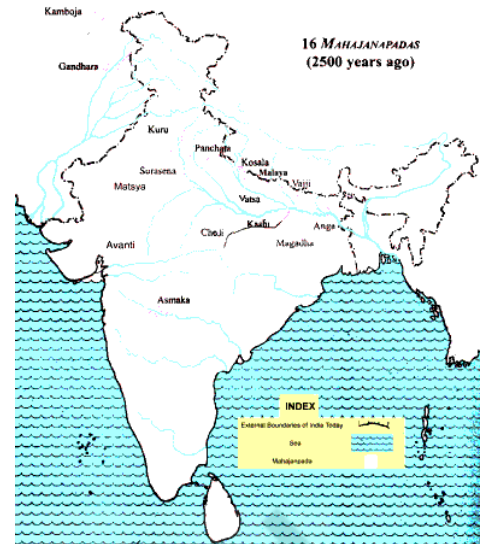 Kamboja
16 MAHAJANAPADAS
(2500 years ago)
Gandhara
Kuru
Panchala
Kosala
Malaya
Surasena
Vajji
Matsya
Vatsa
Kashi
Anga
Chedi
Avanti
Magadha
Asmaka
INDEX
External Boundaries of India Today
Sea
Mahajanpada